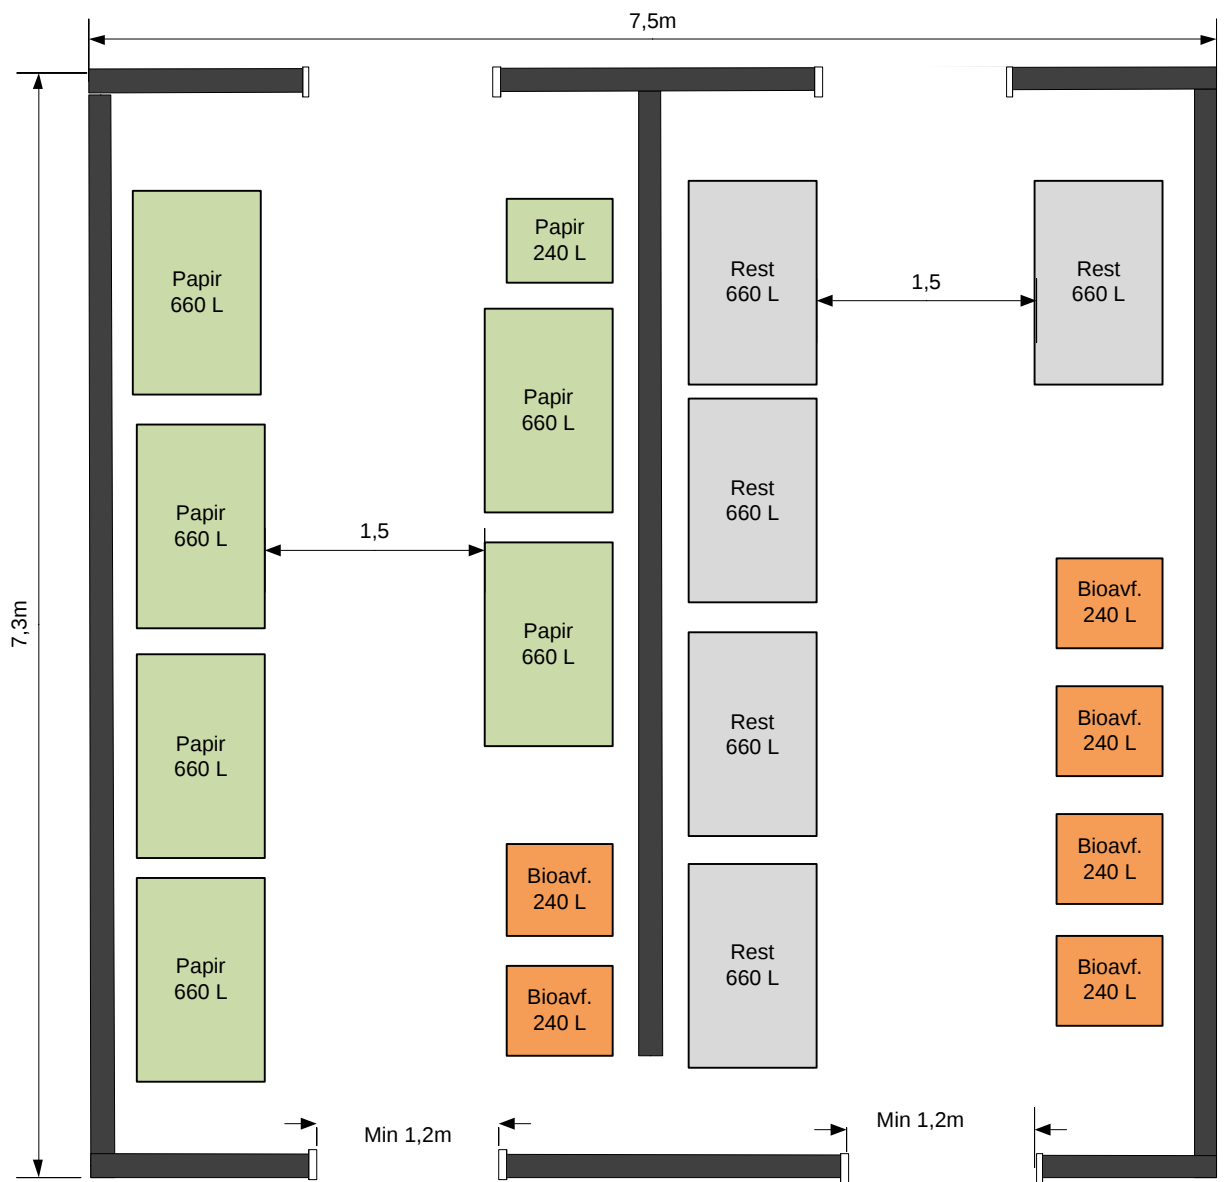 7,5m
7,3m
Papir
660 L
Papir
240 L
Rest
660 L
1,5
Rest
660 L
Papir
660 L
Papir
660 L
1,5
Rest
660 L
Papir
660 L
Bioavf.
240 L
Papir
660 L
Rest
660 L
Bioavf.
240 L
Bioavf.
240 L
Bioavf.
240 L
Papir
660 L
Bioavf.
240 L
Rest
660 L
Bioavf.
240 L
Min 1,2m
Min 1,2m